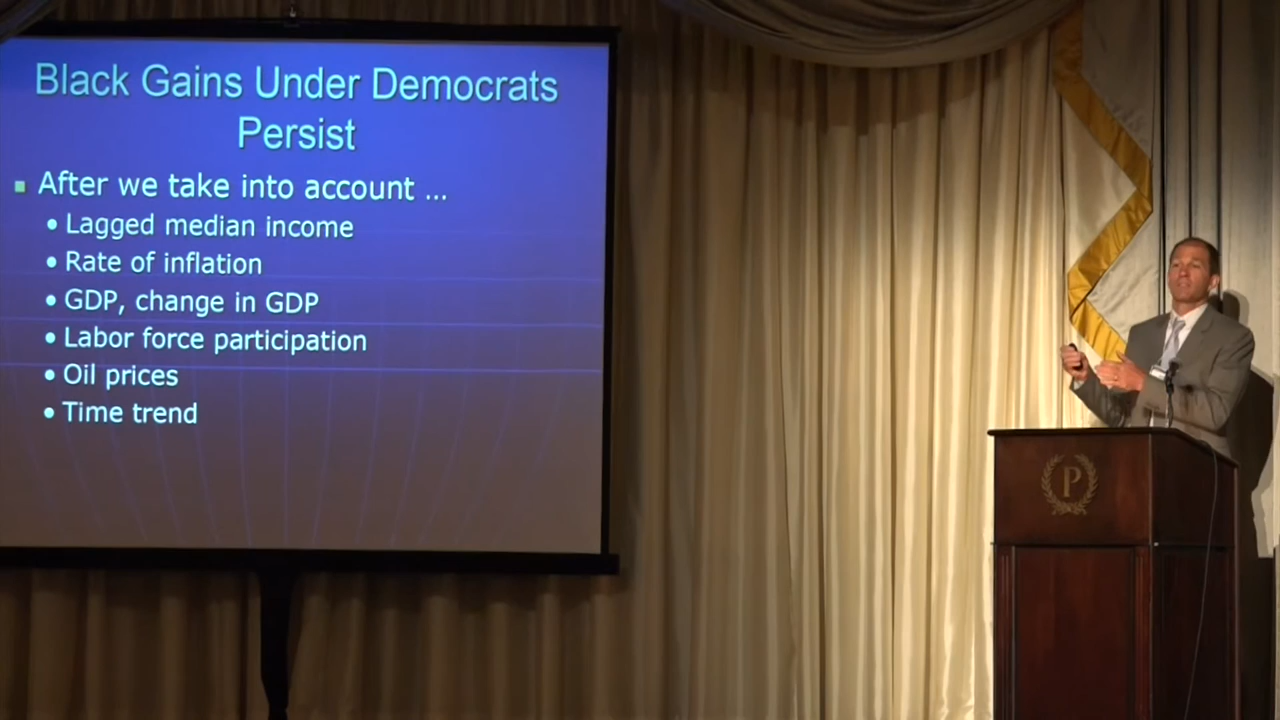 Black Gains Under Democrats
Persist
After we take into account ...
Lagged median income
Rate of inflation
GDP, change in GDP
Labor force participation
Oil prices
Time trend
P